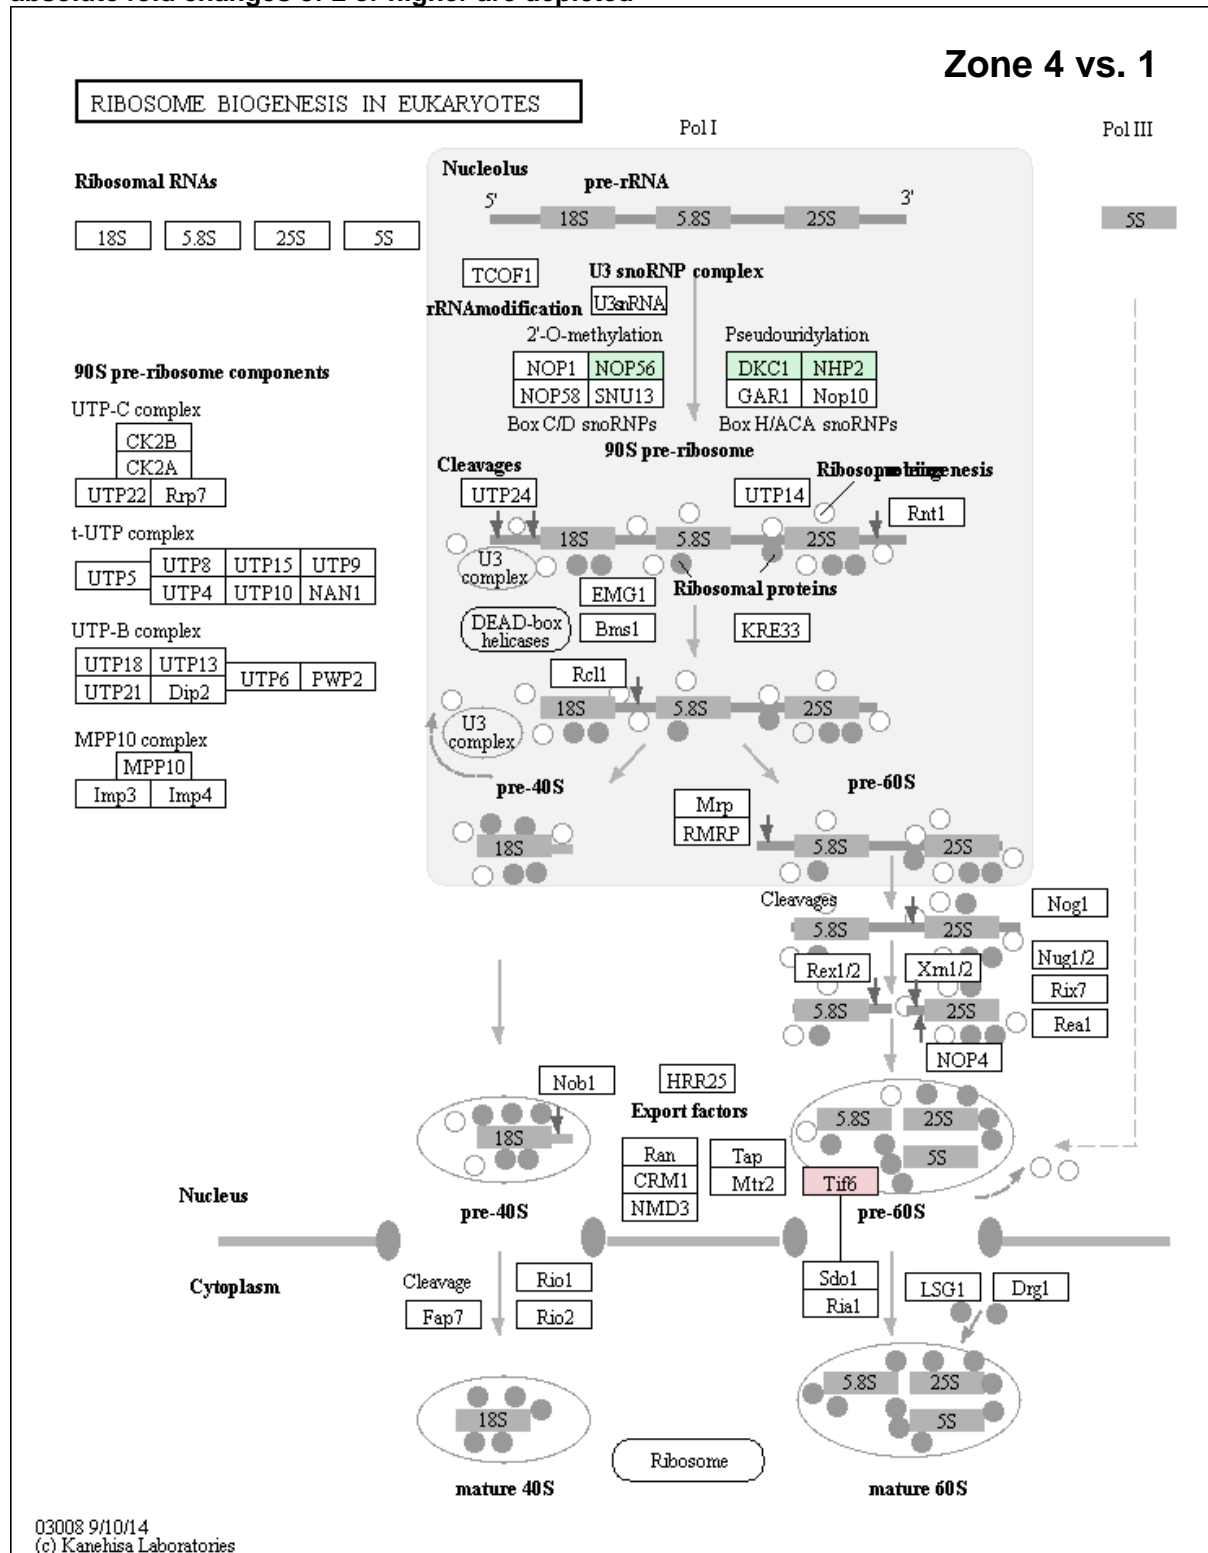 absolute fold changes of 2 or higher are depicted
Zone 4 vs. 1
RIBOSOME BIOGENESIS IN EUKARYOTES
Pol I
Pol III
Ribosomal RNAs
18S 5.8S 25S 5S
Nucleolus
pre-rRNA
5'
3'
18S 5.8S 25S
5S
TCOF1
U3 snoRNP complex
U3snRNA
rRNA modification
2'-O-methylation
Pseudouridylation
NOP1 NOP56
DKC1 NHP2
NOP58 SNU13
GAR1 Nop10
Box C/D snoRNPs
Box H/ACA snoRNPs
90S pre-ribosome components
UTP-C complex
CK2B
CK2A
UTP22 Rrp7
t-UTP complex
UTP5
UTP8 UTP15 UTP9
UTP4 UTP10 NAN1
UTP-B complex
UTP18 UTP13
UTP21 Dip2
UTP6 PWP2
MPP10 complex
MPP10
Imp3 Imp4
90S pre-ribosome
Cleavages
UTP24
UTP14
Rnt1
18S 5.8S 25S
U3
complex
Ribosomal proteins
EMG1
Bms1
DEAD-box
helicases
KRE33
Rcl1
18S 5.8S 25S
U3
complex
pre-40S
pre-60S
Mrp
RMRP
18S
5.8S 25S
Cleavages
Nog1
5.8S 25S
Nug1/2
Rex1/2
Xrn1/2
Rix7
5.8S 25S
Rea1
NOP4
Nob1
HRR25
Export factors
18S
5.8S 25S
5S
Ran
CRM1
NMD3
Tap
Mtr2
Tif6
Nucleus
pre-40S
pre-60S
Cytoplasm
Cleavage
Fap7
Rio1
Rio2
Sdo1
Ria1
LSG1
Drg1
18S
5.8S 25S
5S
Ribosome
mature 40S
mature 60S
03008 9/10/14
(c) Kanehisa Laboratories